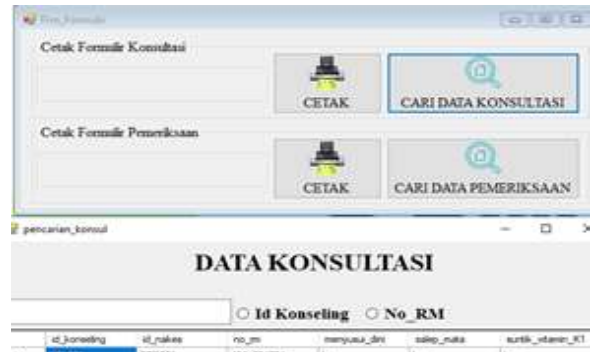 Cetak Formulir Konsultasi
CETAK
CARI DATA KONSULTASI
Cetak Formulir Pemeriksaan
CETAK
CARI DATA PEMERIKSAAN
pencarian_konsul
DATA KONSULTASI
Id Konseling No_RM
id_konseling id_nakes no_rm menyusui_dini salep_mata suntik_vitamin_K1